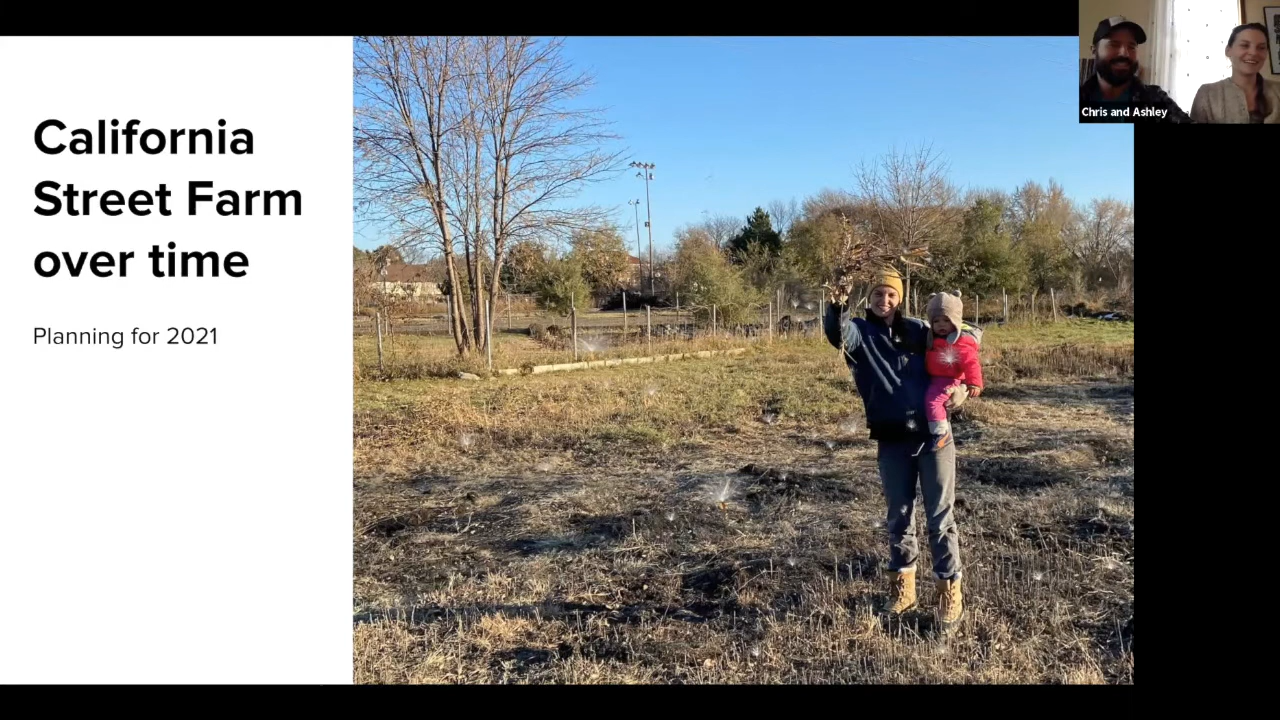 California
Street Farm
over time
Planning for 2021
Chris and Ashley